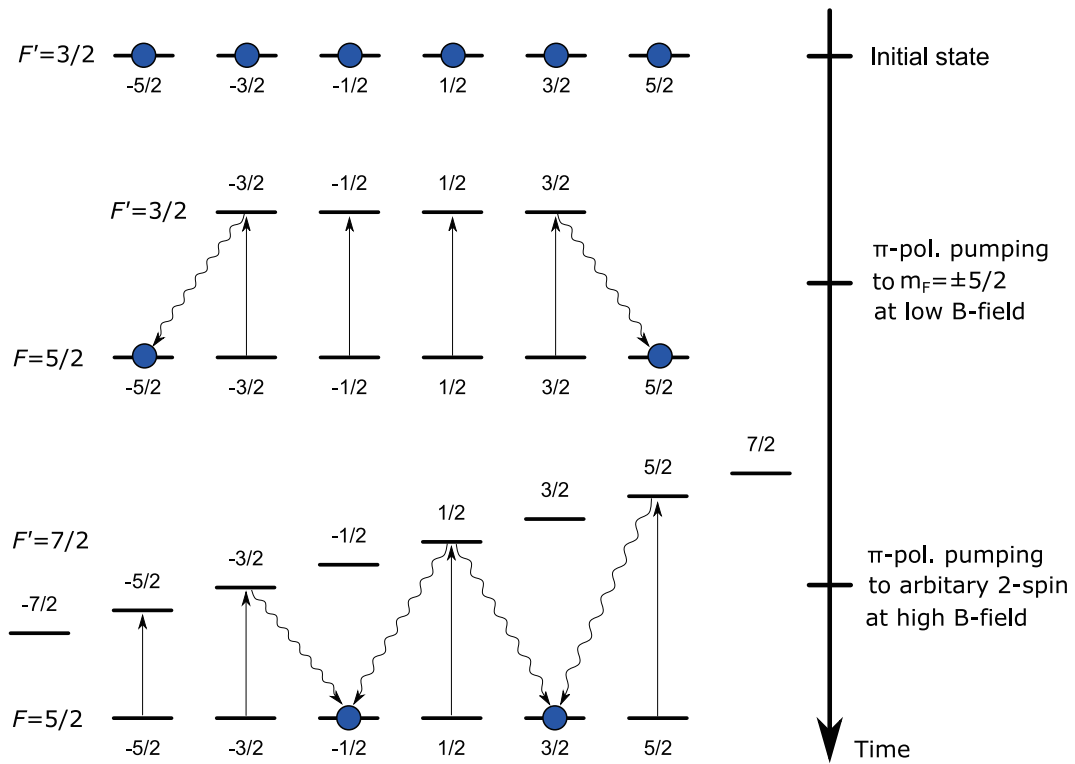 F'=3/2
-5/2 -3/2 -1/2 1/2 3/2 5/2
Initial state
-3/2 -1/2 1/2 3/2
F'=3/2
π-pol. pumping
to mF=±5/2
at low B-field
F=5/2
-5/2 -3/2 -1/2 1/2 3/2 5/2
7/2
5/2
3/2
1/2
-1/2
F'=7/2
-3/2
-5/2
-7/2
π-pol. pumping
to arbitary 2-spin
at high B-field
F=5/2
-5/2 -3/2 -1/2 1/2 3/2 5/2
Time